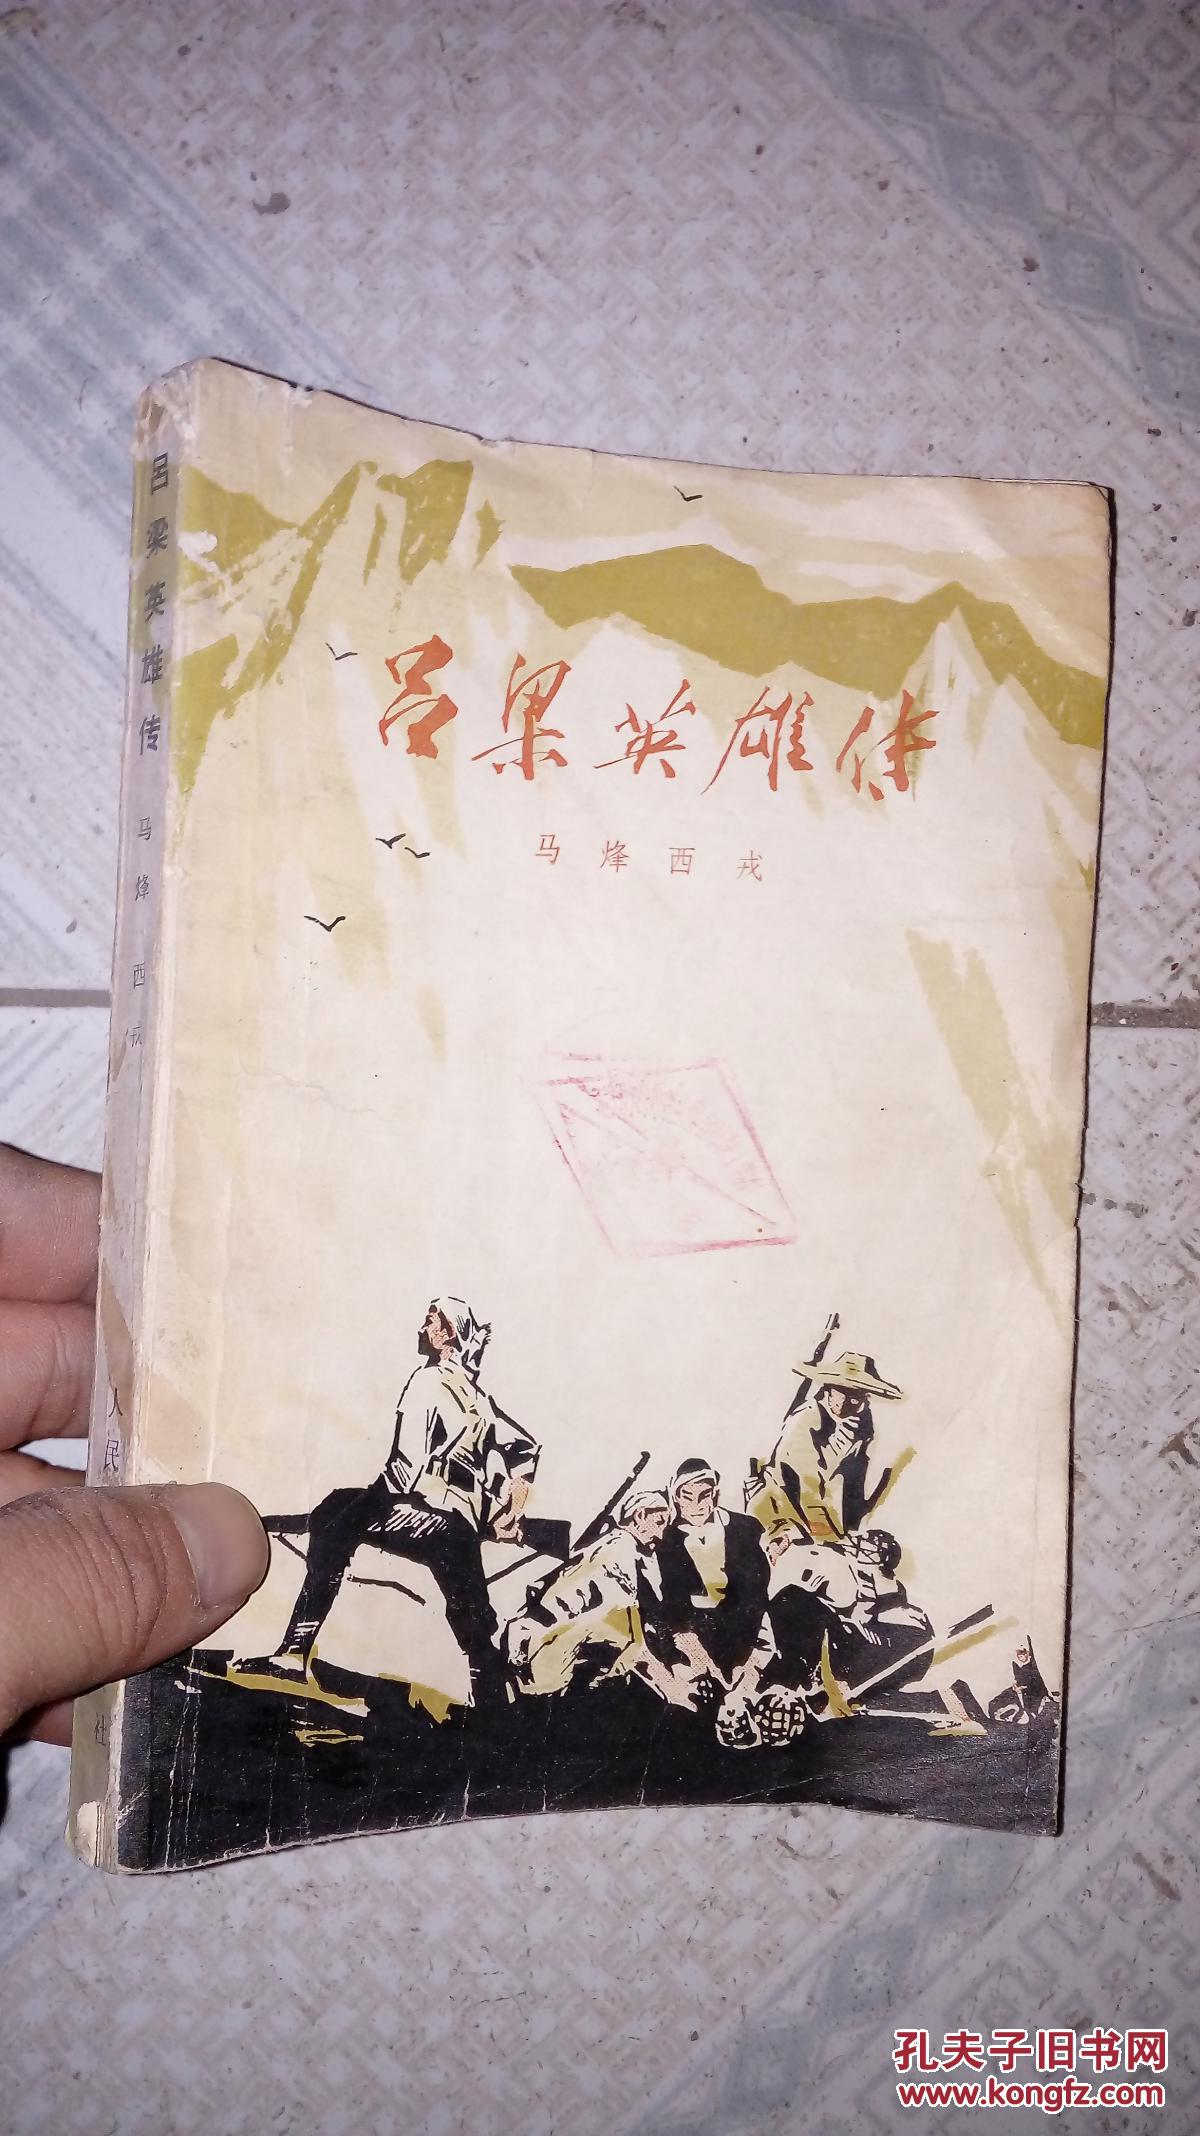 吕梁英雄传
马烽 西戎
吕梁英雄传 马烽 西戎 人民 社
孔夫子旧书网
www.kongfz.com